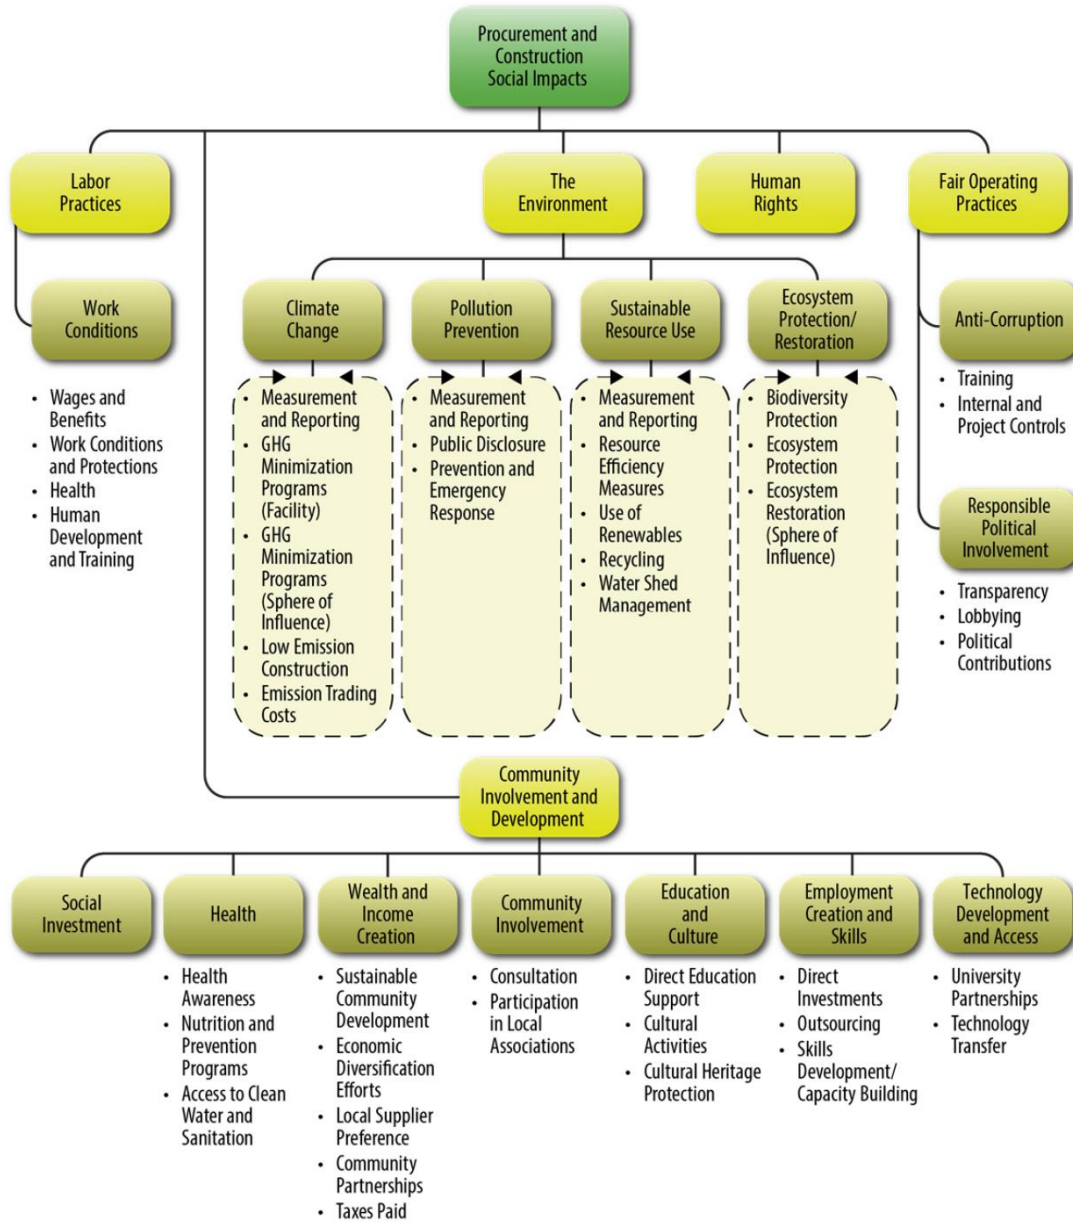 Procurement and
Construction
Social Impacts
Labor
Practices
The
Environment
Human
Rights
Fair Operating
Practices
Work
Conditions
• Wages and
Benefits
• Work Conditions
and Protections
• Health
• Human
Development
and Training
Climate
Change
• Measurement
and Reporting
• GHG
Minimization
Programs
(Facility)
• GHG
Minimization
Programs
(Sphere of
Influence)
• Low Emission
Construction
• Emission Trading
Costs
Pollution
Prevention
• Measurement
and Reporting
• Public Disclosure
• Prevention and
Emergency
Response
Sustainable
Resource Use
• Measurement
and Reporting
• Resource
Efficiency
Measures
• Use of
Renewables
• Recycling
• Water Shed
Management
Ecosystem
Protection/
Restoration
• Biodiversity
Protection
• Ecosystem
Protection
• Ecosystem
Restoration
(Sphere of
Influence)
Anti-Corruption
• Training
• Internal and
Project Controls
Responsible
Political
Involvement
• Transparency
• Lobbying
• Political
Contributions
Community
Involvement and
Development
Social
Investment
Health
• Health
Awareness
• Nutrition and
Prevention
Programs
• Access to Clean
Water and
Sanitation
Wealth and
Income
Creation
• Sustainable
Community
Development
• Economic
Diversification
Efforts
• Local Supplier
Preference
• Community
Partnerships
• Taxes Paid
Community
Involvement
• Consultation
• Participation
in Local
Associations
Education
and
Culture
• Direct Education
Support
• Cultural
Activities
• Cultural Heritage
Protection
Employment
Creation and
Skills
• Direct
Investments
• Outsourcing
• Skills
Development/
Capacity Building
Technology
Development
and Access
• University
Partnerships
• Technology
Transfer